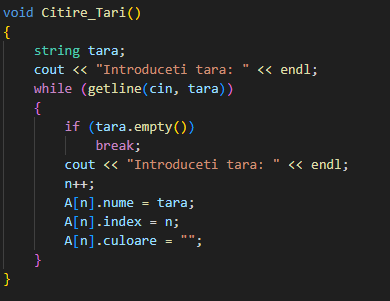 void Citire_Tari()
{
    string tara;
    cout << "Introduceti tara: " << endl;
    while (getline(cin, tara))
    {
        if (tara.empty())
            break;
        cout << "Introduceti tara: " << endl;
        n++;
        A[n].nume = tara;
        A[n].index = n;
        A[n].culoare = "";
    }
}